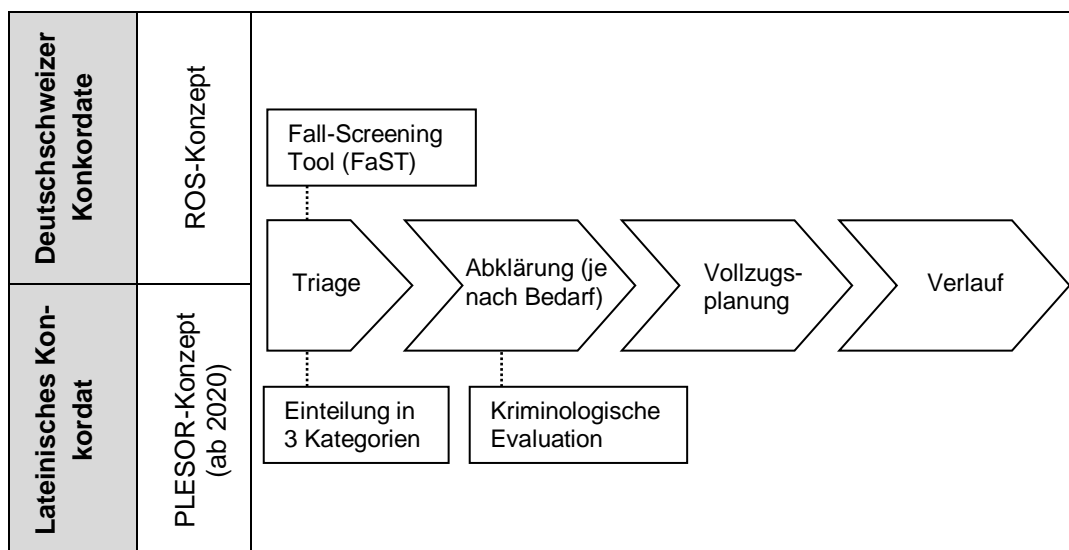 Deutschschweizer
Konkordate
ROS-Konzept
Fall-Screening
Tool (FaST)
Triage
Abklärung (je
nach Bedarf)
Vollzugs-
planung
Verlauf
Lateinisches Kon-
kordat
PLESOR-Konzept
(ab 2020)
Einteilung in
3 Kategorien
Kriminologische
Evaluation